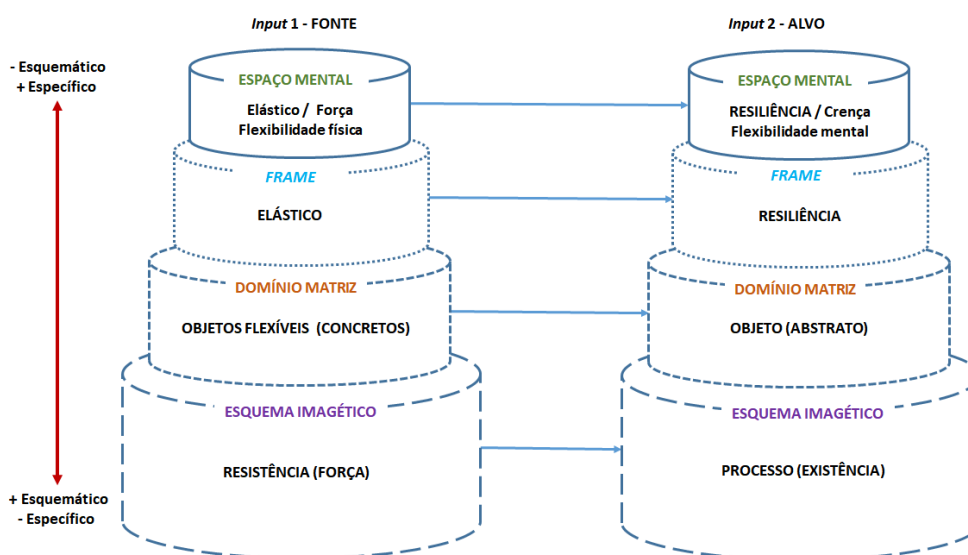 Input 1 - FONTE
Input 2 - ALVO
- Esquemático
+ Específico
ESPAÇO MENTAL
Elástico / Força
Flexibilidade física
ESPAÇO MENTAL
RESILIÊNCIA / Crença
Flexibilidade mental
FRAME
ELÁSTICO
FRAME
RESILIÊNCIA
DOMÍNIO MATRIZ
OBJETOS FLEXÍVEIS (CONCRETOS)
DOMÍNIO MATRIZ
OBJETO (ABSTRATO)
ESQUEMA IMAGÉTICO
RESISTÊNCIA (FORÇA)
ESQUEMA IMAGÉTICO
PROCESSO (EXISTÊNCIA)
+ Esquemático
- Específico